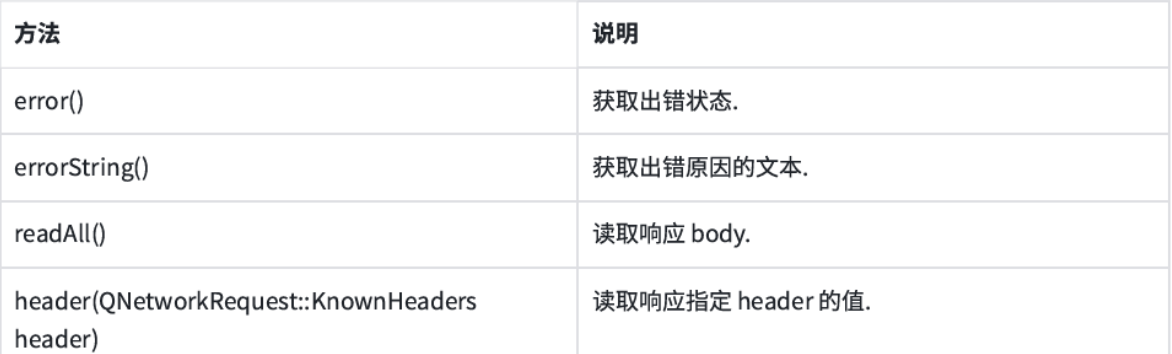 方法 说明
error() 获取出错状态.
errorString() 获取出错原因的文本.
readAll() 读取响应 body.
header(QNetworkRequest::KnownHeaders 读取响应指定 header 的值.
header)